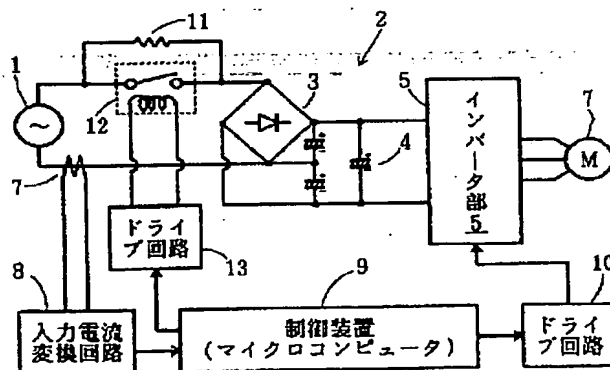 11
2
1
12
3
5
4
インバータ部
5
7
M
7
ドライ
ブ回路
13
8
9
10
入力電流
変換回路
制御装置
(マイクロコンピュータ)
ドライ
ブ回路